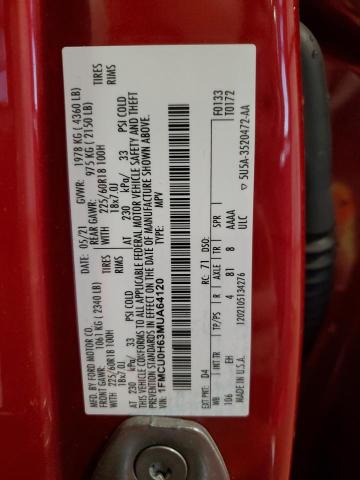 MFD. BY FORD MOTOR CO.
05/21 GVWR: 1978 KG ( 4360 LB)
FRONT GAWR: 1061 KG ( 2340 LB) REAR GAWR: 975 KG ( 2150 LB)
WITH 225/60R18 100H TIRES WITH 225/60R18 100H TIRES
18x7.0J RIMS 18x7.0J RIMS
AT 230 kPa/ 33 PSI COLD AT 230 kPa/ 33 PSI COLD
THIS VEHICLE CONFORMS TO ALL APPLICABLE FEDERAL MOTOR VEHICLE SAFETY AND THEFT
PREVENTION STANDARDS IN EFFECT ON THE DATE OF MANUFACTURE SHOWN ABOVE.
VIN: 1FMCU0H63MUA64120 TYPE: MPV
F0133
T0172
EXT PNT: D4 RC: 71 DSO:
WB INT TR TP/PS R AXLE TR SPR
106 EH 4 81 8 AAAA
ULC
12021051342​76
5U5A-3520472-AA
MADE IN U.S.A.